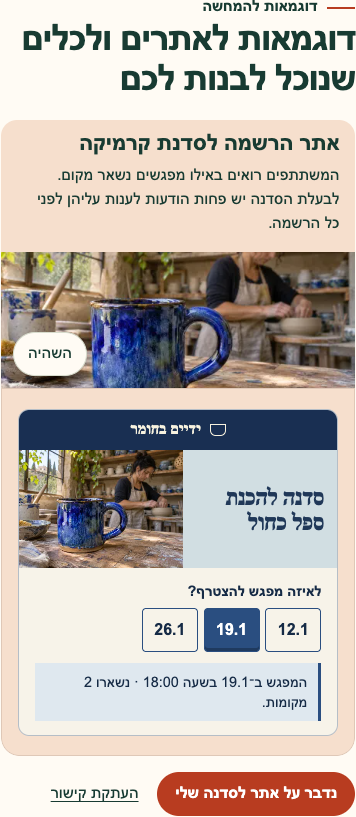 דוגמאות להמחשה
דוגמאות לאתרים ולכלים
שנוכל לבנות לכם
אתר הרשמה לסדנת קרמיקה
המשתתפים רואים באילו מפגשים נשאר מקום.
לבעלת הסדנה יש פחות הודעות לענות עליהן לפני
כל הרשמה.
השהיה
ידיים בחומר
סדנה להכנת
ספל כחול
לאיזה מפגש להצטרף?
12.1
19.1
26.1
המפגש ב־19.1 בשעה 18:00 · נשארו 2
מקומות.
נדבר על אתר לסדנה שלי
העתקת קישור